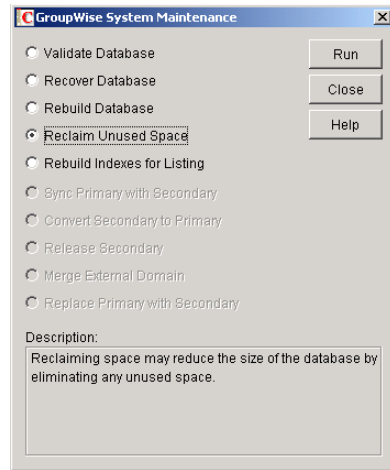 GroupWise System Maintenance
Validate Database
Run
Recover Database
Close
Rebuild Database
Help
Reclaim Unused Space
Rebuild Indexes for Listing
Sync Primary with Secondary
Convert Secondary to Primary
Release Secondary
Merge External Domain
Replace Primary with Secondary
Description:
Reclaiming space may reduce the size of the database by
eliminating any unused space.